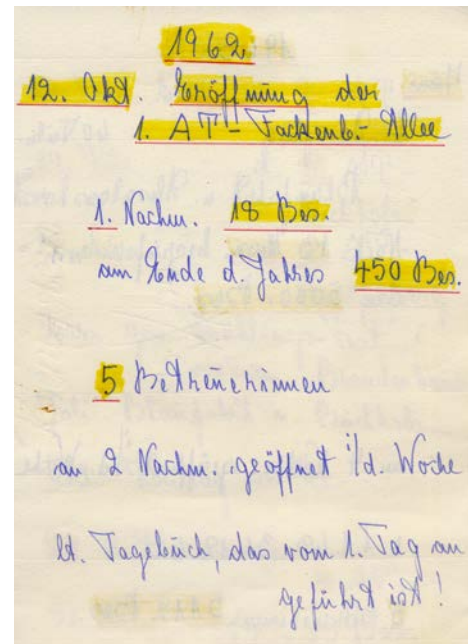 1962
12. Okt. Eröffnung der
1. AT - Fackenb.- Allee
1. Nachm. 18 Bes.
am Ende d. Jahres 450 Bes.
5 Betreuerinnen
an 2 Nachm. geöffnet i/d. Woche
lt. Tagebuch, das vom 1. Tag an
geführt ist!